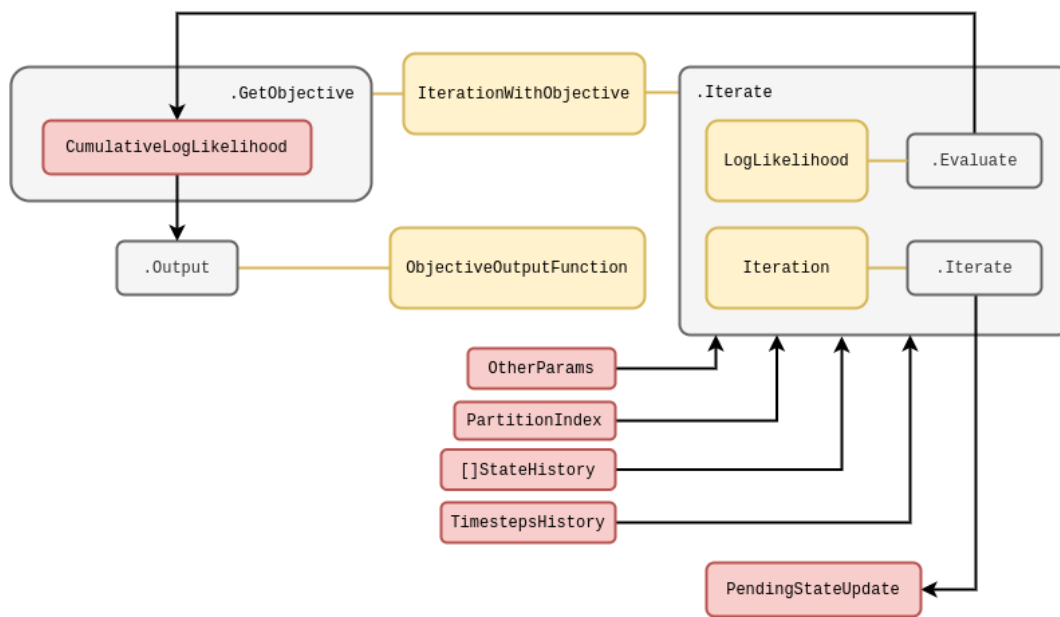 .GetObjective
IterationWithObjective
.Iterate
CumulativeLogLikelihood
LogLikelihood
.Evaluate
.Output
ObjectiveOutputFunction
Iteration
.Iterate
OtherParams
PartitionIndex
[]StateHistory
TimestepsHistory
PendingStateUpdate